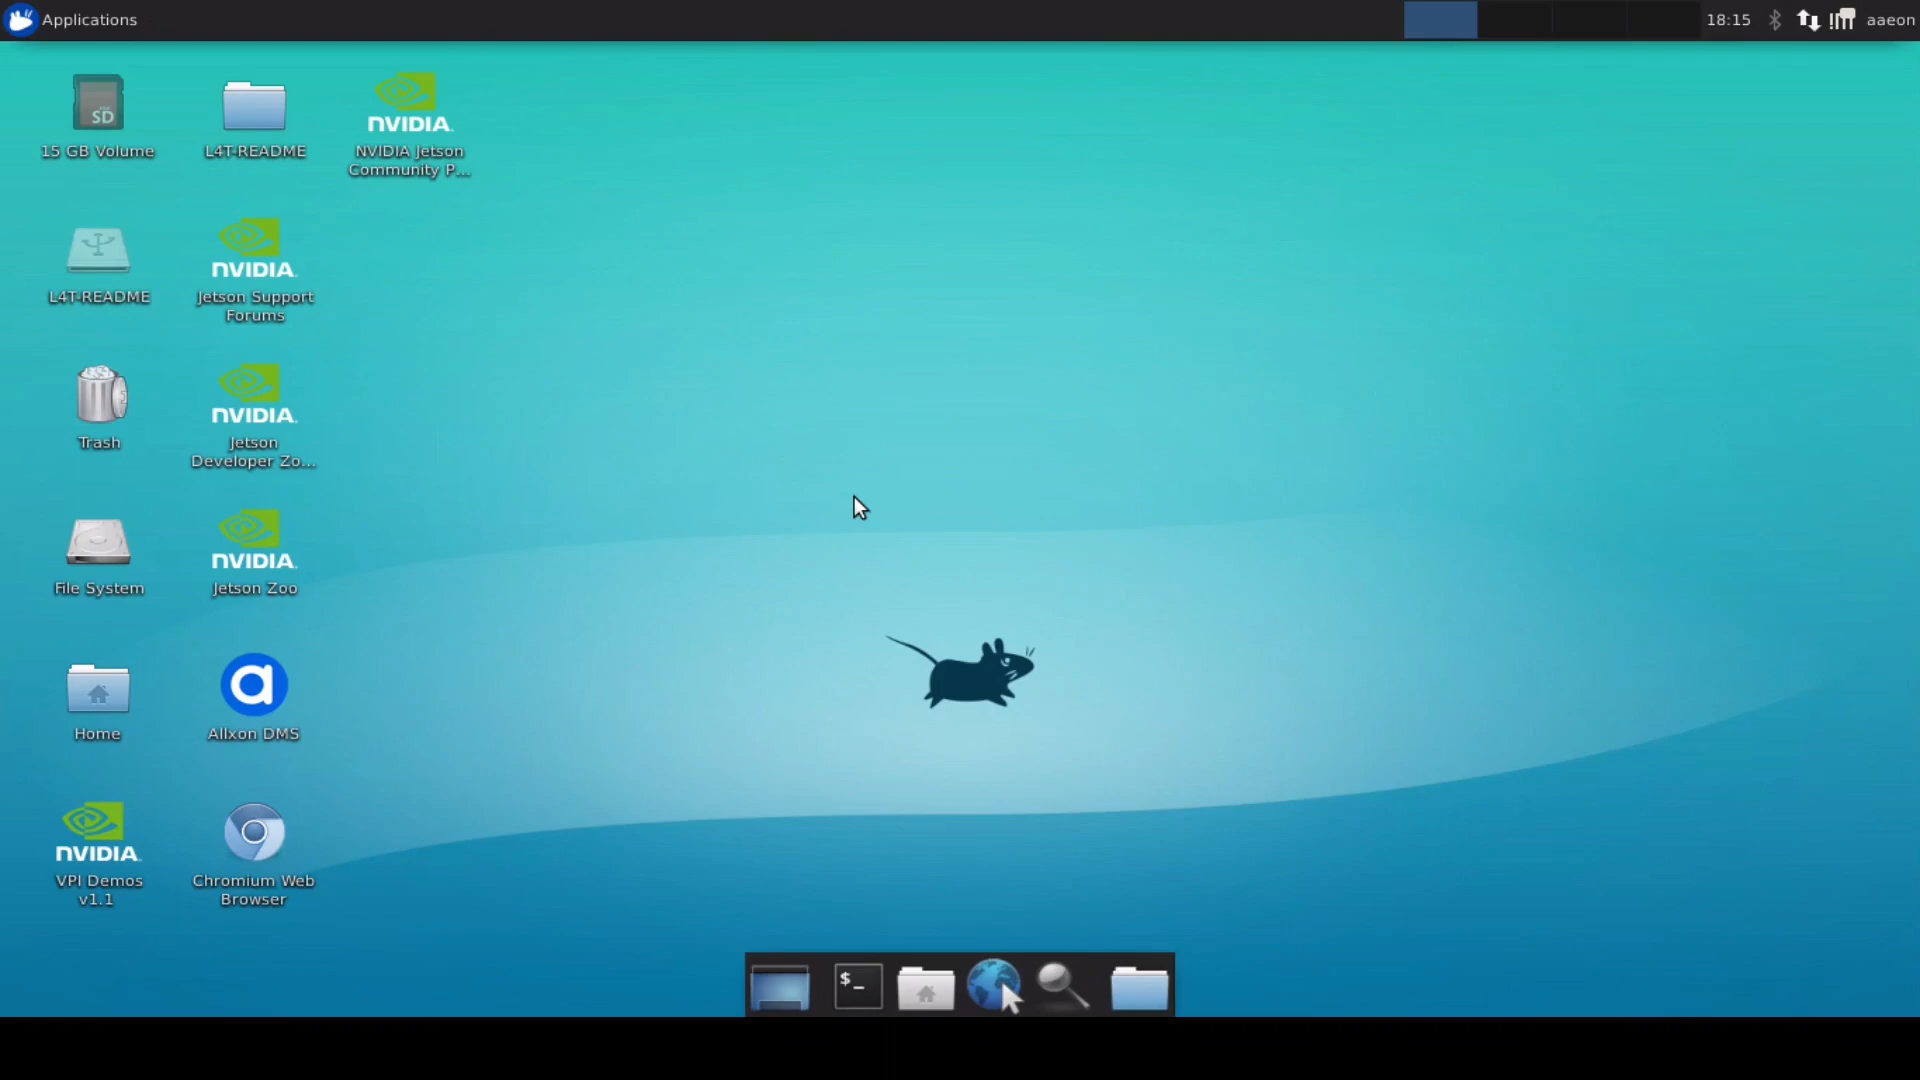 Applications
18:15
aaeon
SD
15 GB Volume
L4T-README
NVIDIA.
NVIDIA Jetson
Community P...
L4T-README
NVIDIA.
Jetson Support
Forums
Trash
NVIDIA.
Jetson
Developer Zo...
File System
NVIDIA.
Jetson Zoo
Home
a
Allxon DMS
NVIDIA.
VPI Demos
v1.1
Chromium Web
Browser
$_